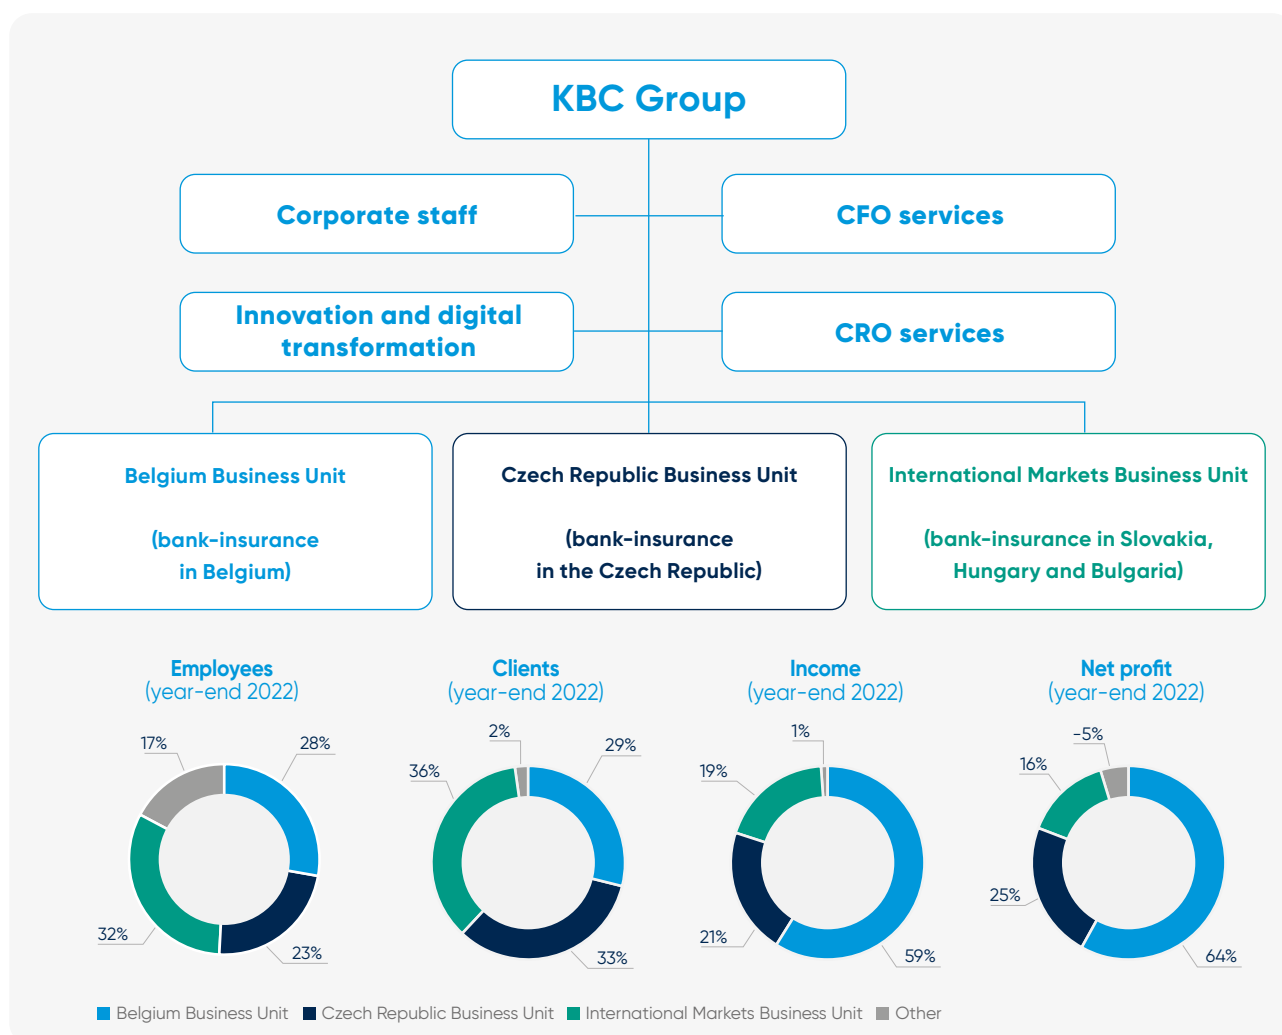 KBC Group
Corporate staff
CFO services
Innovation and digital
transformation
CRO services
Belgium Business Unit
(bank-insurance
in Belgium)
Czech Republic Business Unit
(bank-insurance
in the Czech Republic)
International Markets Business Unit
(bank-insurance in Slovakia,
Hungary and Bulgaria)
Employees
(year-end 2022)
17%
28%
32%
23%
Clients
(year-end 2022)
2%
29%
36%
33%
Income
(year-end 2022)
1%
19%
21%
59%
Net profit
(year-end 2022)
-5%
16%
25%
64%
Belgium Business Unit
Czech Republic Business Unit
International Markets Business Unit
Other